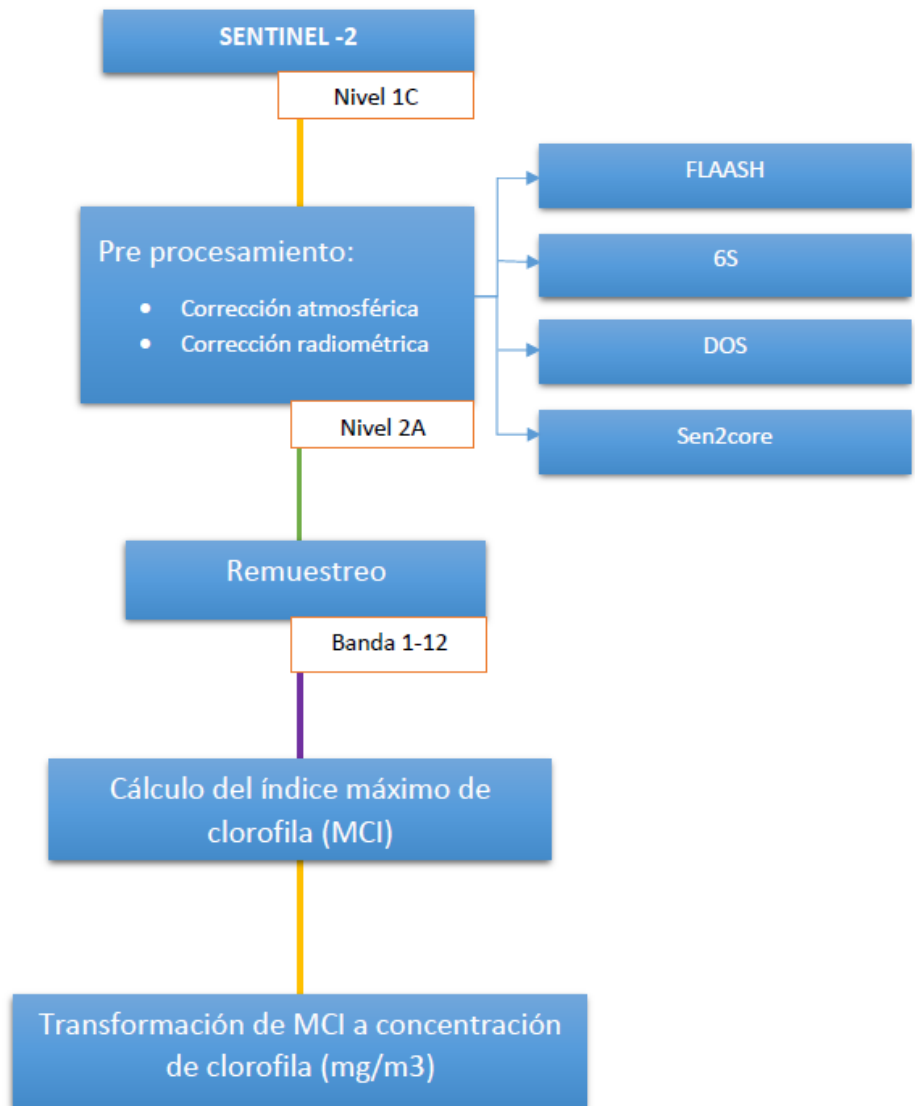 SENTINEL -2
Nivel 1C
Pre procesamiento:
• Corrección atmosférica
• Corrección radiométrica
Nivel 2A
FLAASH
6S
DOS
Sen2core
Remuestreo
Banda 1-12
Cálculo del índice máximo de
clorofila (MCI)
Transformación de MCI a concentración
de clorofila (mg/m3)